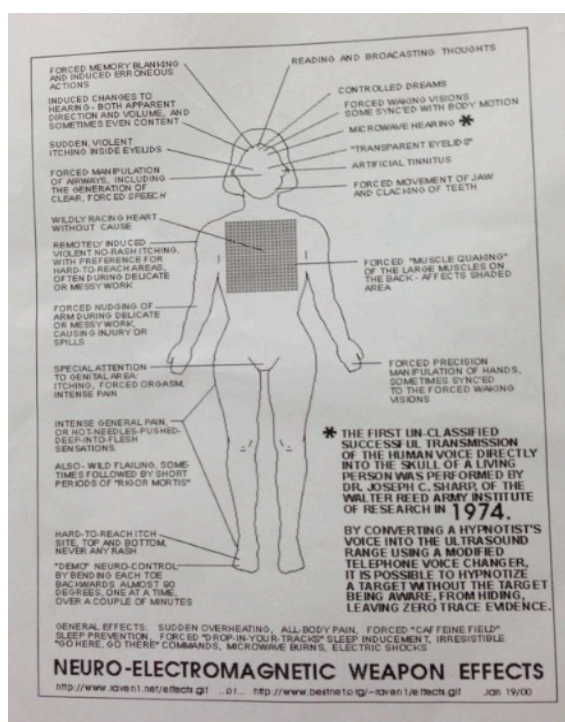 FORCED MEMORY BLANKING
AND INDUCED ERRONEOUS
ACTIONS
INDUCED CHANGES TO
HEARING - BOTH APPARENT
DIRECTION AND VOLUME, AND
SOMETIMES EVEN CONTENT
SUDDEN, VIOLENT
ITCHING INSIDE EYELIDS
FORCED MANIPULATION
OF AIRWAYS, INCLUDING
THE GENERATION OF
CLEAR, FORCED SPEECH
WILDLY RACING HEART
WITHOUT CAUSE
REMOTELY INDUCED
VIOLENT NO-RASH ITCHING,
WITH PREFERENCE FOR
HARD-TO-REACH AREAS,
OFTEN DURING DELICATE
OR MESSY WORK
FORCED NUDGING OF
ARM DURING DELICATE
OR MESSY WORK,
CAUSING INJURY OR
SPILLS
SPECIAL ATTENTION
TO GENITAL AREA:
ITCHING, FORCED ORGASM,
INTENSE PAIN
INTENSE GENERAL PAIN,
OR HOT-NEEDLES-PUSHED-
DEEP-INTO-FLESH
SENSATIONS.
ALSO - WILD FLAILING, SOME-
TIMES FOLLOWED BY SHORT
PERIODS OF "RIGOR MORTIS"
HARD-TO-REACH ITCH
SITE, TOP AND BOTTOM,
NEVER ANY RASH
"DEMO" NEURO-CONTROL
BY BENDING EACH TOE
BACKWARDS ALMOST 90
DEGREES, ONE AT A TIME,
OVER A COUPLE OF MINUTES
READING AND BROACASTING THOUGHTS
CONTROLLED DREAMS
FORCED WAKING VISIONS
SOME SYNC'ED WITH BODY MOTION
MICROWAVE HEARING *
"TRANSPARENT EYELIDS"
ARTIFICIAL TINNITUS
FORCED MOVEMENT OF JAW
AND CLACHING OF TEETH
FORCED "MUSCLE QUAKING"
OF THE LARGE MUSCLES ON
THE BACK - AFFECTS SHADED
AREA
FORCED PRECISION
MANIPULATION OF HANDS,
SOMETIMES SYNC'ED
TO THE FORCED WAKING
VISIONS
* THE FIRST UN-CLASSIFIED
SUCCESSFUL TRANSMISSION
OF THE HUMAN VOICE DIRECTLY
INTO THE SKULL OF A LIVING
PERSON WAS PERFORMED BY
DR. JOSEPH C. SHARP, OF THE
WALTER REED ARMY INSTITUTE
OF RESEARCH IN 1974.
BY CONVERTING A HYPNOTIST'S
VOICE INTO THE ULTRASOUND
RANGE USING A MODIFIED
TELEPHONE VOICE CHANGER,
IT IS POSSIBLE TO HYPNOTIZE
A TARGET WITHOUT THE TARGET
BEING AWARE, FROM HIDING,
LEAVING ZERO TRACE EVIDENCE.
GENERAL EFFECTS: SUDDEN OVERHEATING, ALL-BODY PAIN, FORCED "CAFFEINE FIELD"
SLEEP PREVENTION, FORCED "DROP-IN-YOUR-TRACKS" SLEEP INDUCEMENT, IRRESISTIBLE
"GO HERE, GO THERE" COMMANDS, MICROWAVE BURNS, ELECTRIC SHOCKS
NEURO-ELECTROMAGNETIC WEAPON EFFECTS
http://www.raven1.net/effects.gif ...or... http://www.bestnet.org/~raven1/effects.gif Jan 19/00